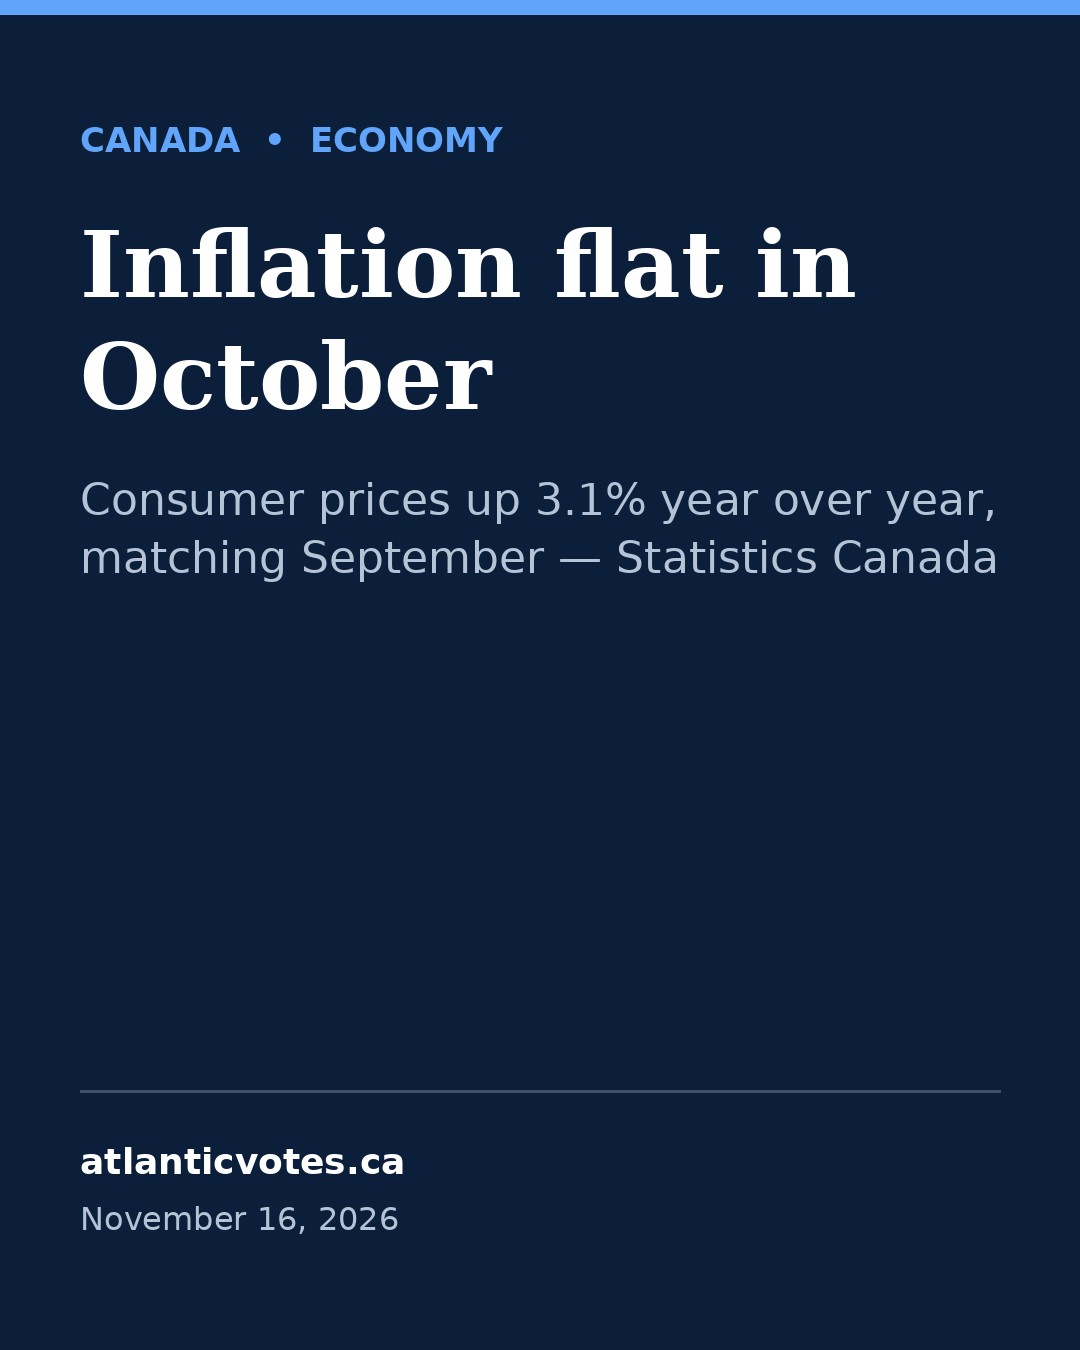 CANADA • ECONOMY
Inflation flat in
October
Consumer prices up 3.1% year over year,
matching September — Statistics Canada
atlanticvotes.ca
November 16, 2026